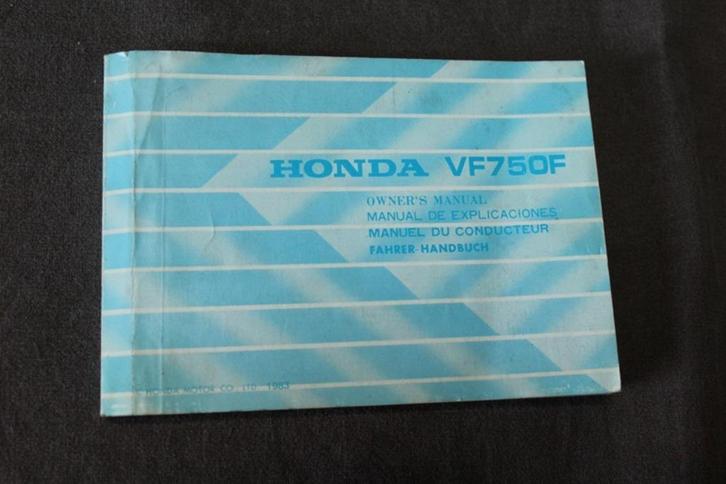 HONDA VF750F
OWNER'S MANUAL
MANUAL DE EXPLICACIONES
MANUEL DU CONDUCTEUR
FAHRER-HANDBUCH
HONDA MOTOR CO., LTD. 1983